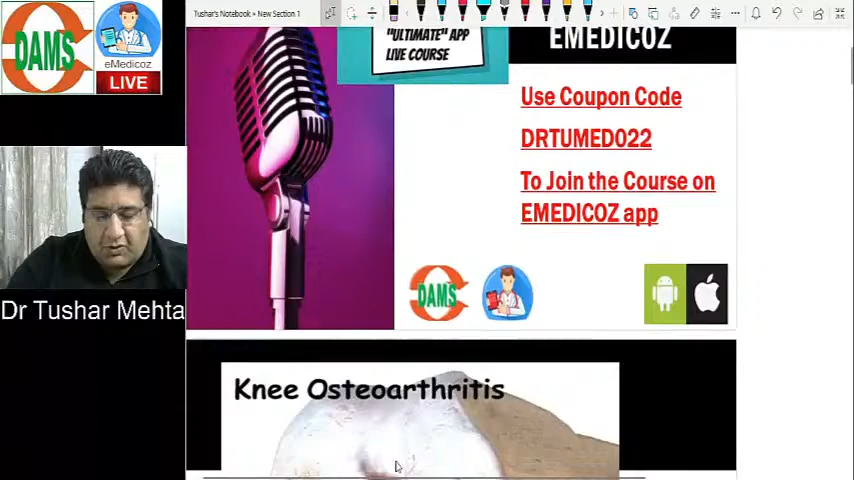 DAMS
eMedicoz
LIVE
Dr Tushar Mehta
Tushar's Notebook > New Section 1
"ULTIMATE" APP
LIVE COURSE
EMEDICOZ
Use Coupon Code
DRTUMED022
To Join the Course on
EMEDICOZ app
DAMS
Knee Osteoarthritis